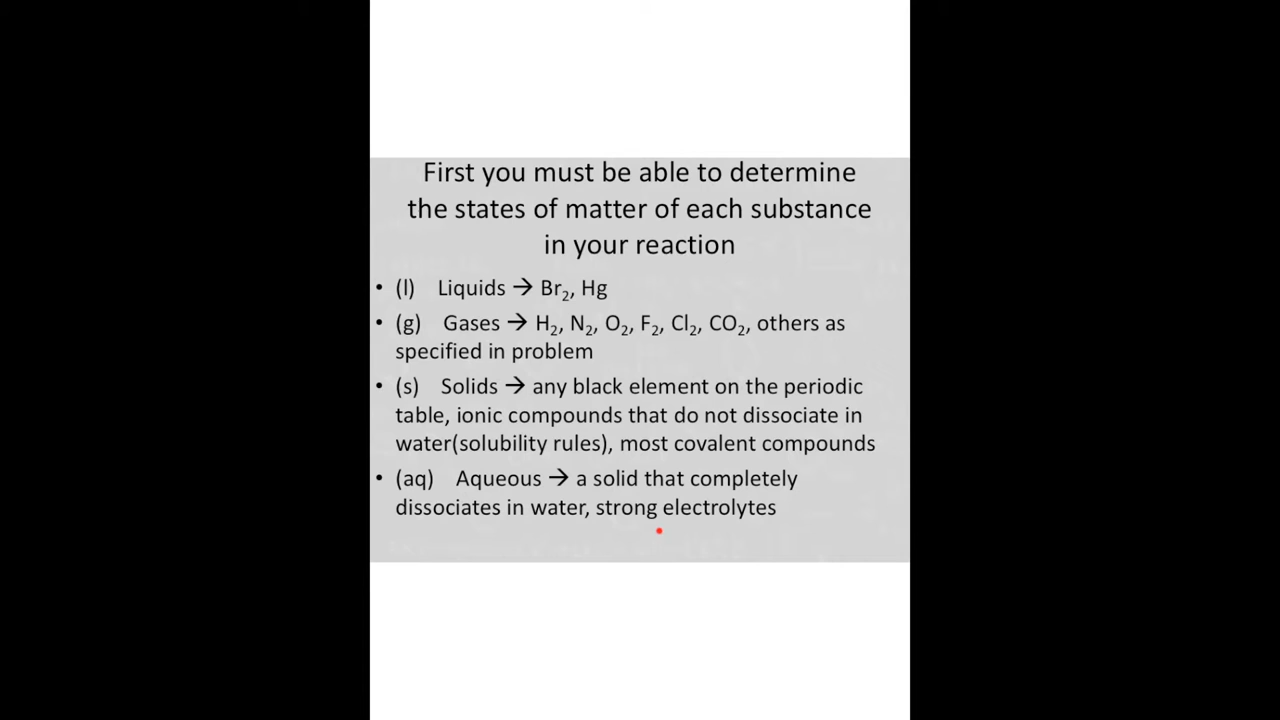 First you must be able to determine
the states of matter of each substance
in your reaction
• (l) Liquids → Br₂, Hg
• (g) Gases → H₂, N₂, O₂, F₂, Cl₂, CO₂, others as
specified in problem
• (s) Solids → any black element on the periodic
table, ionic compounds that do not dissociate in
water(solubility rules), most covalent compounds
• (aq) Aqueous → a solid that completely
dissociates in water, strong electrolytes